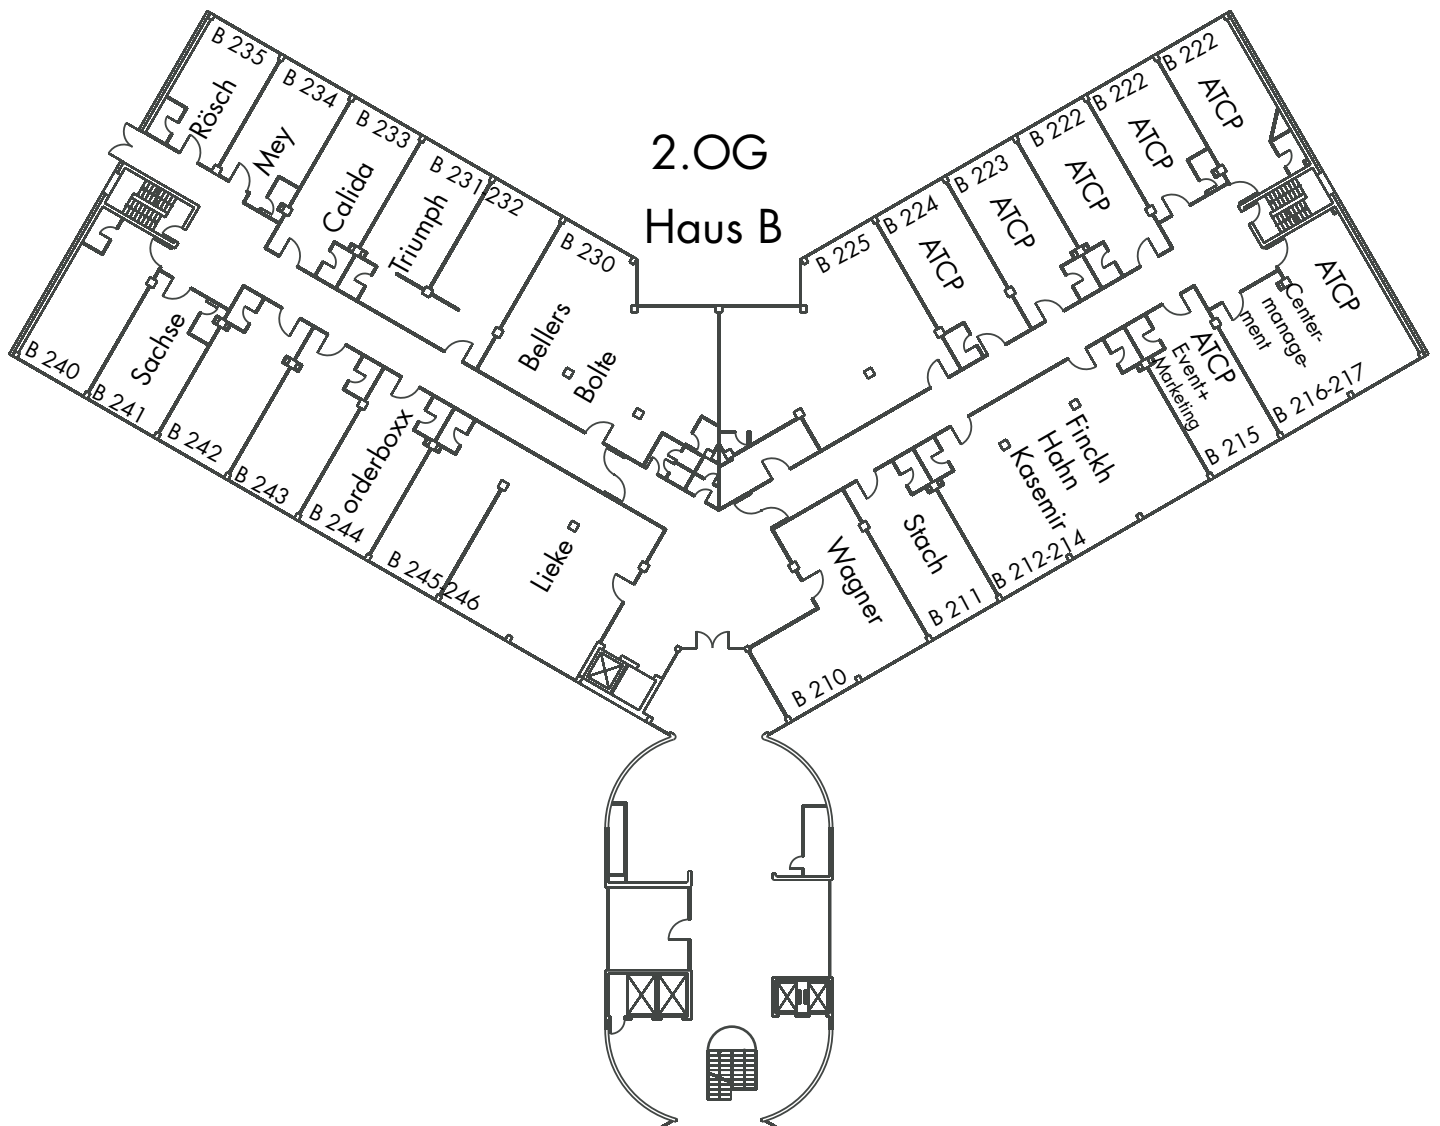 2.OG
Haus B
B 235
Rösch
B 234
Mey
B 233
Calida
B 231-232
Triumph
B 230
Bellers
Bolte
B 225
B 224
ATCP
B 223
ATCP
B 222
ATCP
B 222
ATCP
B 222
ATCP
B 240
B 241
Sachse
B 242
B 243
B 244
orderboxx
B 245-246
Lieke
B 210
Wagner
B 211
Stach
B 212-214
Finckh
Hahn
Kasemir
B 215
ATCP
Event+
Marketing
B 216-217
Center-
manage-
ment
ATCP